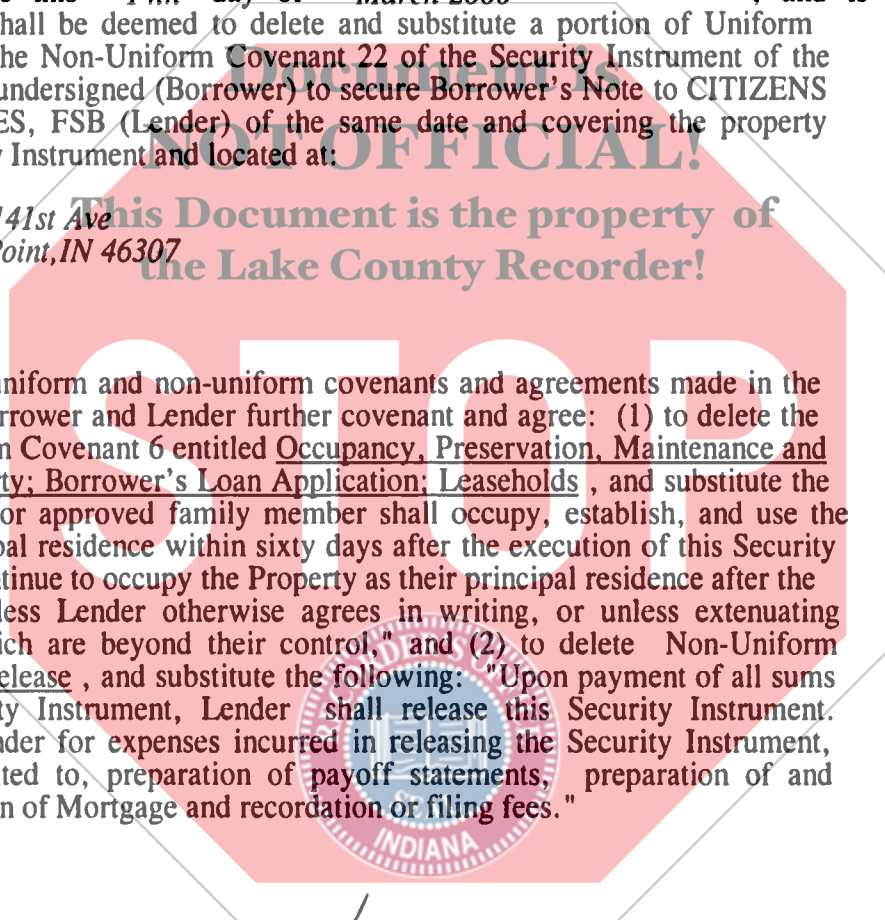 day of March 2000 , and is
hall be deemed to delete and substitute a portion of Uniform
he Non-Uniform Covenant 22 of the Security Instrument of the
undersigned (Borrower) to secure Borrower's Note to CITIZENS
ES, FSB (Lender) of the same date and covering the property
Instrument and located at:
Document is
NOT OFFICIAL!
This Document is the property of
the Lake County Recorder!
141st Ave
Point, IN 46307
STOP
uniform and non-uniform covenants and agreements made in the
rrower and Lender further covenant and agree: (1) to delete the
m Covenant 6 entitled Occupancy, Preservation, Maintenance and
ty; Borrower's Loan Application; Leaseholds , and substitute the
or approved family member shall occupy, establish, and use the
pal residence within sixty days after the execution of this Security
tinue to occupy the Property as their principal residence after the
less Lender otherwise agrees in writing, or unless extenuating
ich are beyond their control," and (2) to delete Non-Uniform
elease , and substitute the following: "Upon payment of all sums
ty Instrument, Lender shall release this Security Instrument.
nder for expenses incurred in releasing the Security Instrument,
ited to, preparation of payoff statements, preparation of and
n of Mortgage and recordation or filing fees."
SEAL
INDIANA